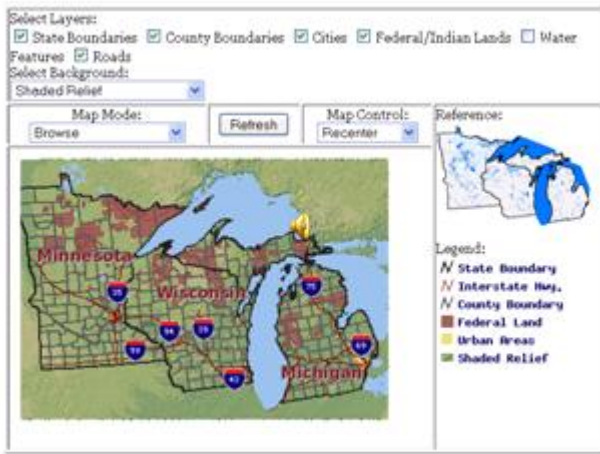 Select Layers:
State Boundaries County Boundaries Cities Federal/Indian Lands Water
Features Roads
Select Background:
Shaded Relief
Map Mode:
Browse
Refresh
Map Control:
Recenter
Reference:
Minnesota
Wisconsin
Michigan
35
94
39
90
43
75
69
Legend:
State Boundary
Interstate Hwy.
County Boundary
Federal Land
Urban Areas
Shaded Relief